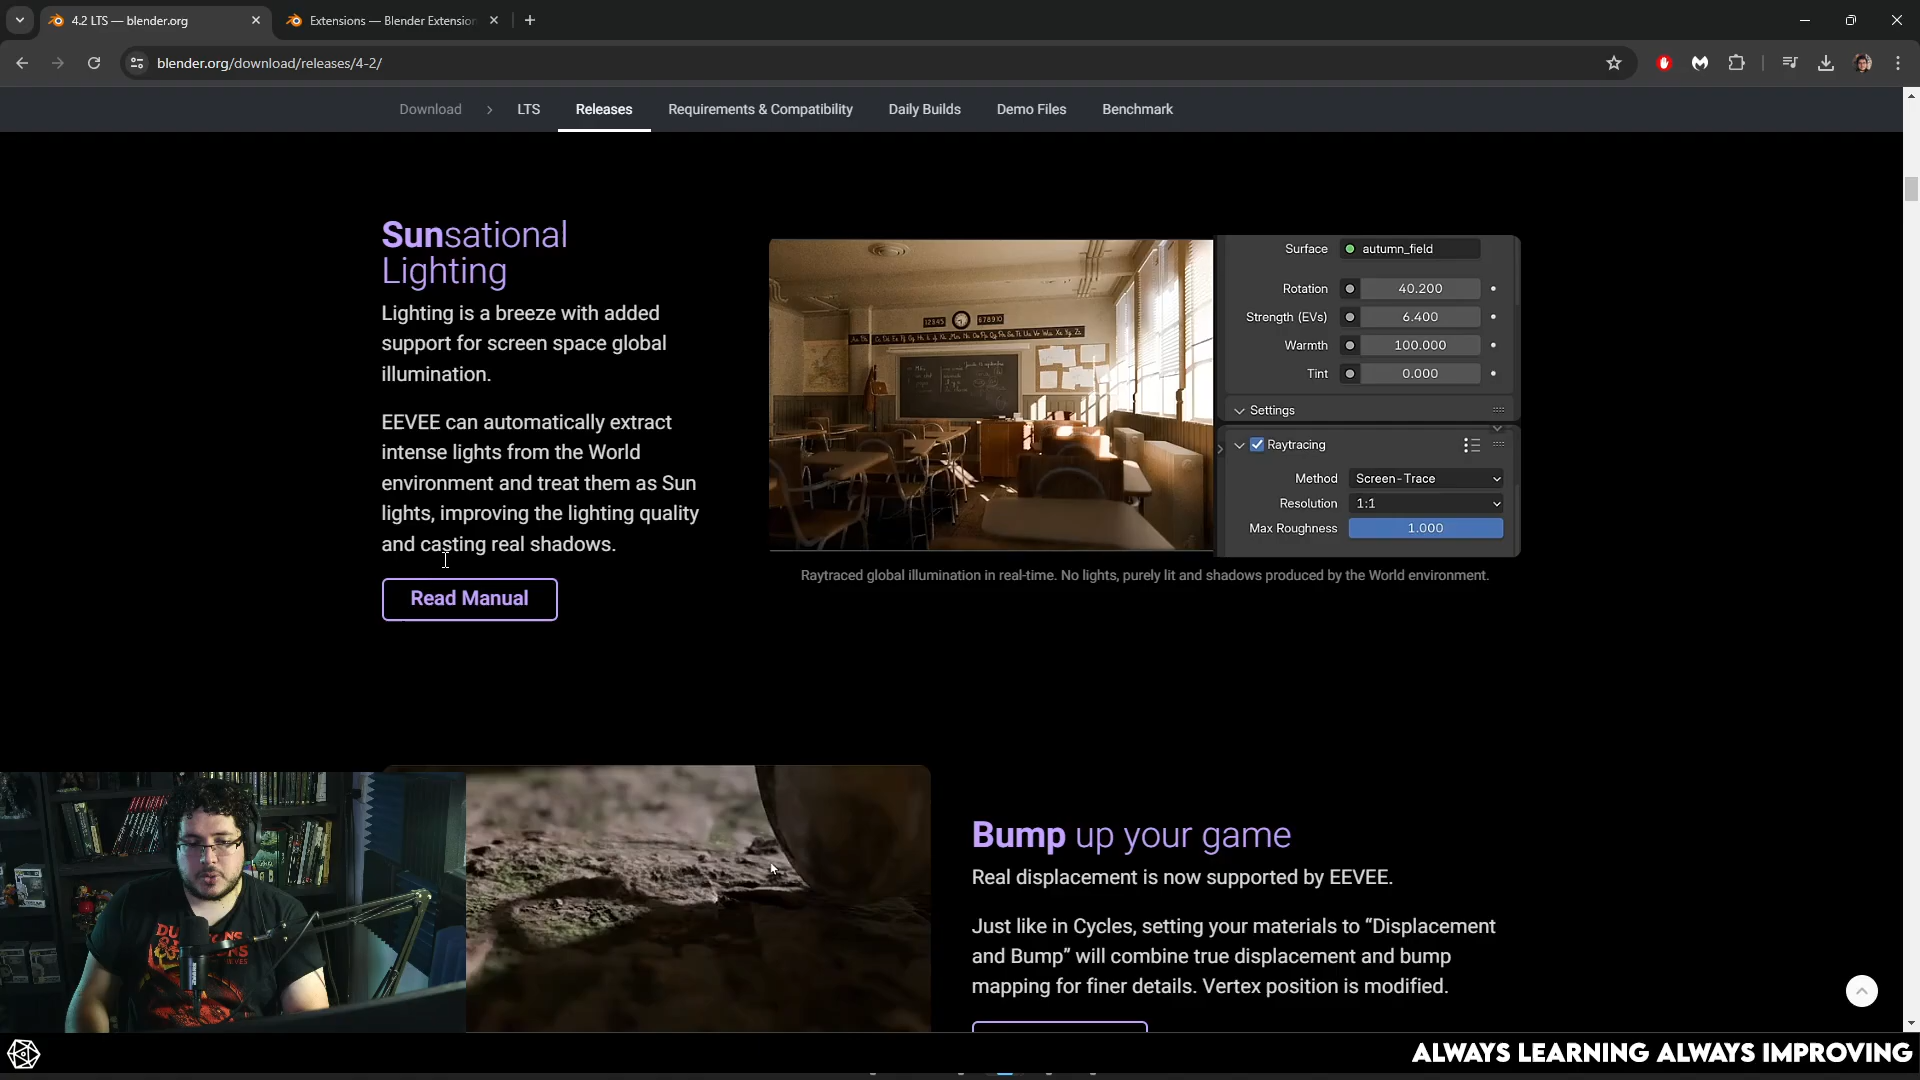 4.2 LTS — blender.org
Extensions — Blender Extension
blender.org/download/releases/4-2/
Download
LTS
Releases
Requirements & Compatibility
Daily Builds
Demo Files
Benchmark
Sunsational
Lighting
Lighting is a breeze with added
support for screen space global
illumination.
EEVEE can automatically extract
intense lights from the World
environment and treat them as Sun
lights, improving the lighting quality
and casting real shadows.
Read Manual
Surface autumn_field
Rotation 40.200
Strength (EVs) 6.400
Warmth 100.000
Tint 0.000
Settings
Raytracing
Method Screen-Trace
Resolution 1:1
Max Roughness 1.000
Raytraced global illumination in real-time. No lights, purely lit and shadows produced by the World environment.
Bump up your game
Real displacement is now supported by EEVEE.
Just like in Cycles, setting your materials to “Displacement
and Bump” will combine true displacement and bump
mapping for finer details. Vertex position is modified.
ALWAYS LEARNING ALWAYS IMPROVING